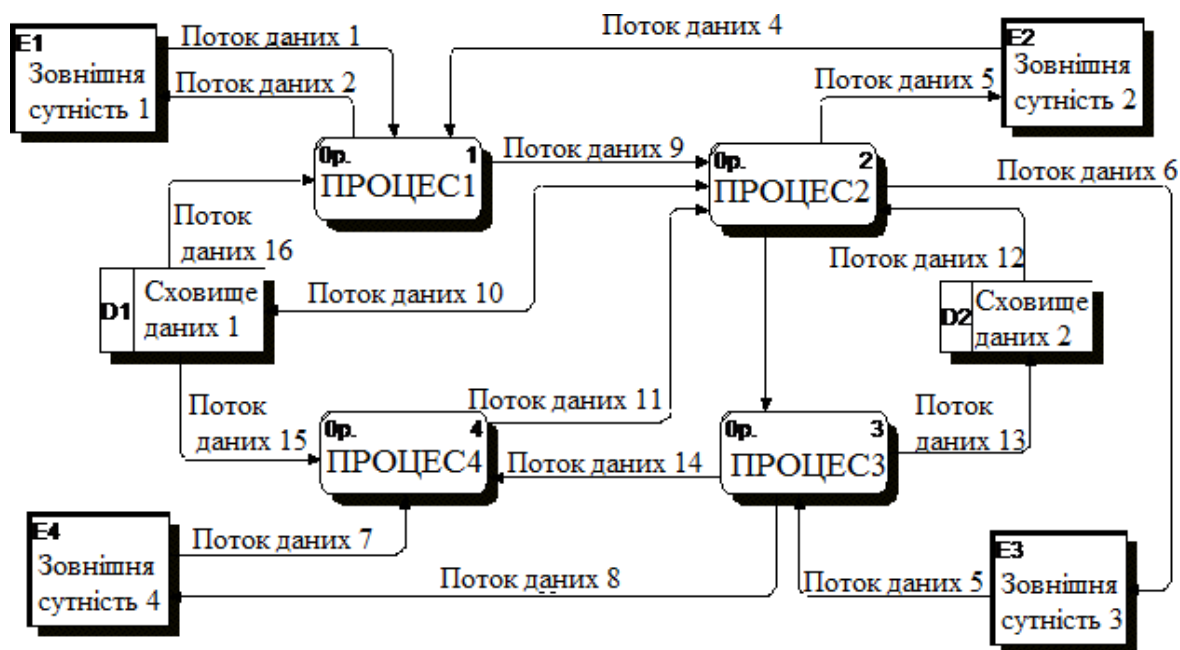 E1
Зовнішня
сутність 1
Поток даних 1
Поток даних 2
Поток даних 4
Поток даних 5
E2
Зовнішня
сутність 2
0р.
1
ПРОЦЕС1
Поток даних 9
0р.
2
ПРОЦЕС2
Поток даних 6
Поток
даних 16
D1
Сховище
даних 1
Поток даних 10
Поток даних 12
D2
Сховище
даних 2
Поток
даних 15
0р.
4
ПРОЦЕС4
Поток даних 11
Поток даних 14
0р.
3
ПРОЦЕС3
Поток
даних 13
E4
Зовнішня
сутність 4
Поток даних 7
Поток даних 8
Поток даних 5
E3
Зовнішня
сутність 3